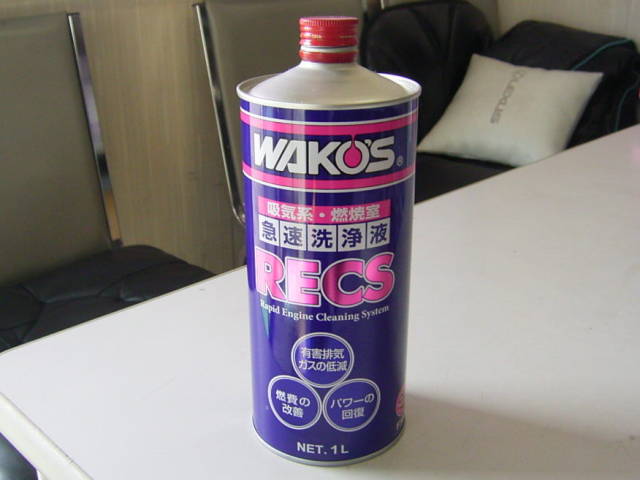 WAKO'S®
吸気系・燃焼室
急速洗浄液
RECS
Rapid Engine Cleaning System
有害排気
ガスの低減
燃費の
改善
パワーの
回復
NET. 1L
LEXUS